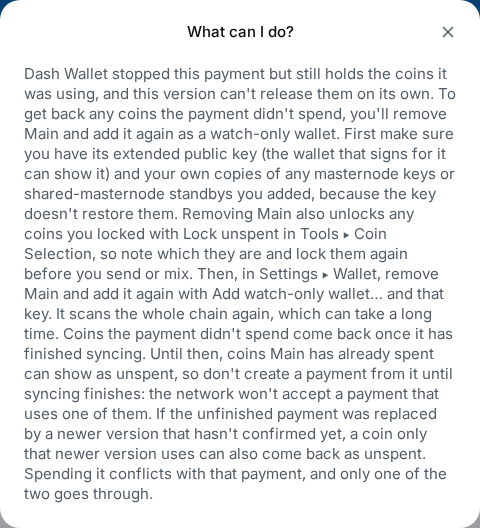 What can I do?
Dash Wallet stopped this payment but still holds the coins it
was using, and this version can't release them on its own. To
get back any coins the payment didn't spend, you'll remove
Main and add it again as a watch-only wallet. First make sure
you have its extended public key (the wallet that signs for it
can show it) and your own copies of any masternode keys or
shared-masternode standbys you added, because the key
doesn't restore them. Removing Main also unlocks any
coins you locked with Lock unspent in Tools ▸ Coin
Selection, so note which they are and lock them again
before you send or mix. Then, in Settings ▸ Wallet, remove
Main and add it again with Add watch-only wallet... and that
key. It scans the whole chain again, which can take a long
time. Coins the payment didn't spend come back once it has
finished syncing. Until then, coins Main has already spent
can show as unspent, so don't create a payment from it until
syncing finishes: the network won't accept a payment that
uses one of them. If the unfinished payment was replaced
by a newer version that hasn't confirmed yet, a coin only
that newer version uses can also come back as unspent.
Spending it conflicts with that payment, and only one of the
two goes through.